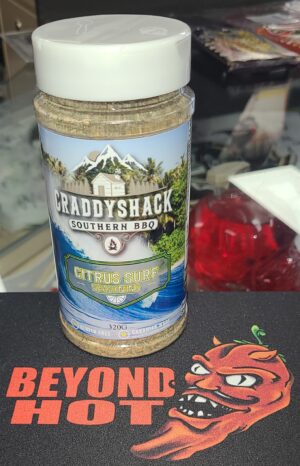 CRADDYSHACK
SOUTHERN BBQ
CITRUS SURF
320G
BEYOND
HOT